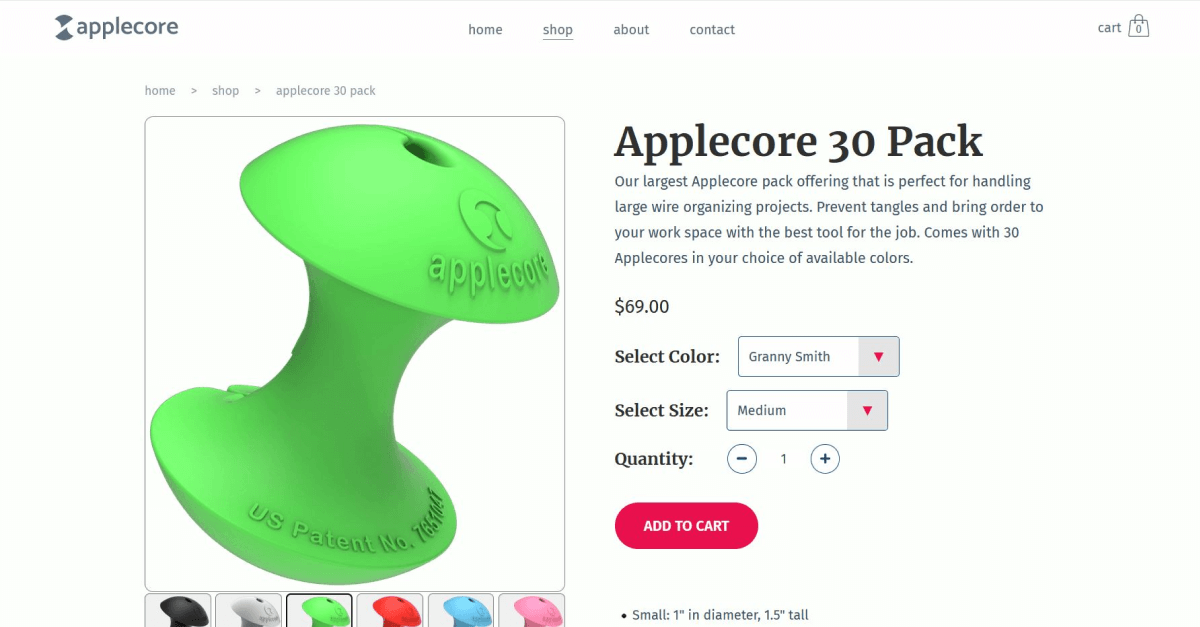 applecore
home
shop
about
contact
cart
0
home > shop > applecore 30 pack
applecore
US Patent No.
Applecore 30 Pack
Our largest Applecore pack offering that is perfect for handling
large wire organizing projects. Prevent tangles and bring order to
your work space with the best tool for the job. Comes with 30
Applecores in your choice of available colors.
$69.00
Select Color:
Granny Smith
Select Size:
Medium
Quantity:
1
ADD TO CART
• Small: 1" in diameter, 1.5" tall